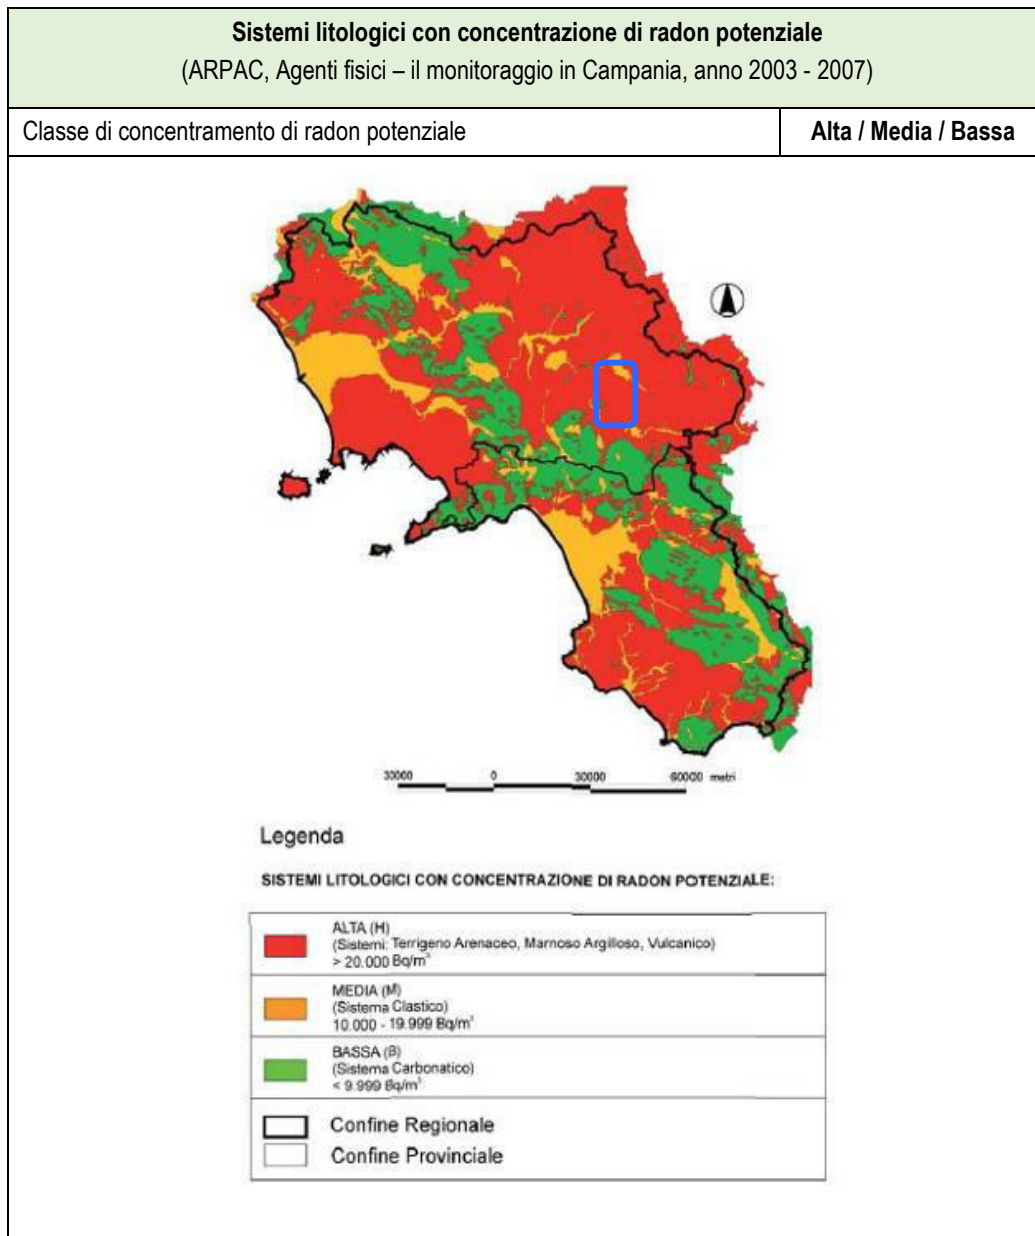 Sistemi litologici con concentrazione di radon potenziale
(ARPAC, Agenti fisici – il monitoraggio in Campania, anno 2003 - 2007)
Classe di concentramento di radon potenziale
Alta / Media / Bassa
30000 0 30000 60000 metri
Legenda
SISTEMI LITOLOGICI CON CONCENTRAZIONE DI RADON POTENZIALE:
ALTA (H)
(Sistemi: Terrigeno Arenaceo, Marnoso Argilloso, Vulcanico)
> 20.000 Bq/m³
MEDIA (M)
(Sistema Clastico)
10.000 - 19.999 Bq/m³
BASSA (B)
(Sistema Carbonatico)
< 9.999 Bq/m³
Confine Regionale
Confine Provinciale